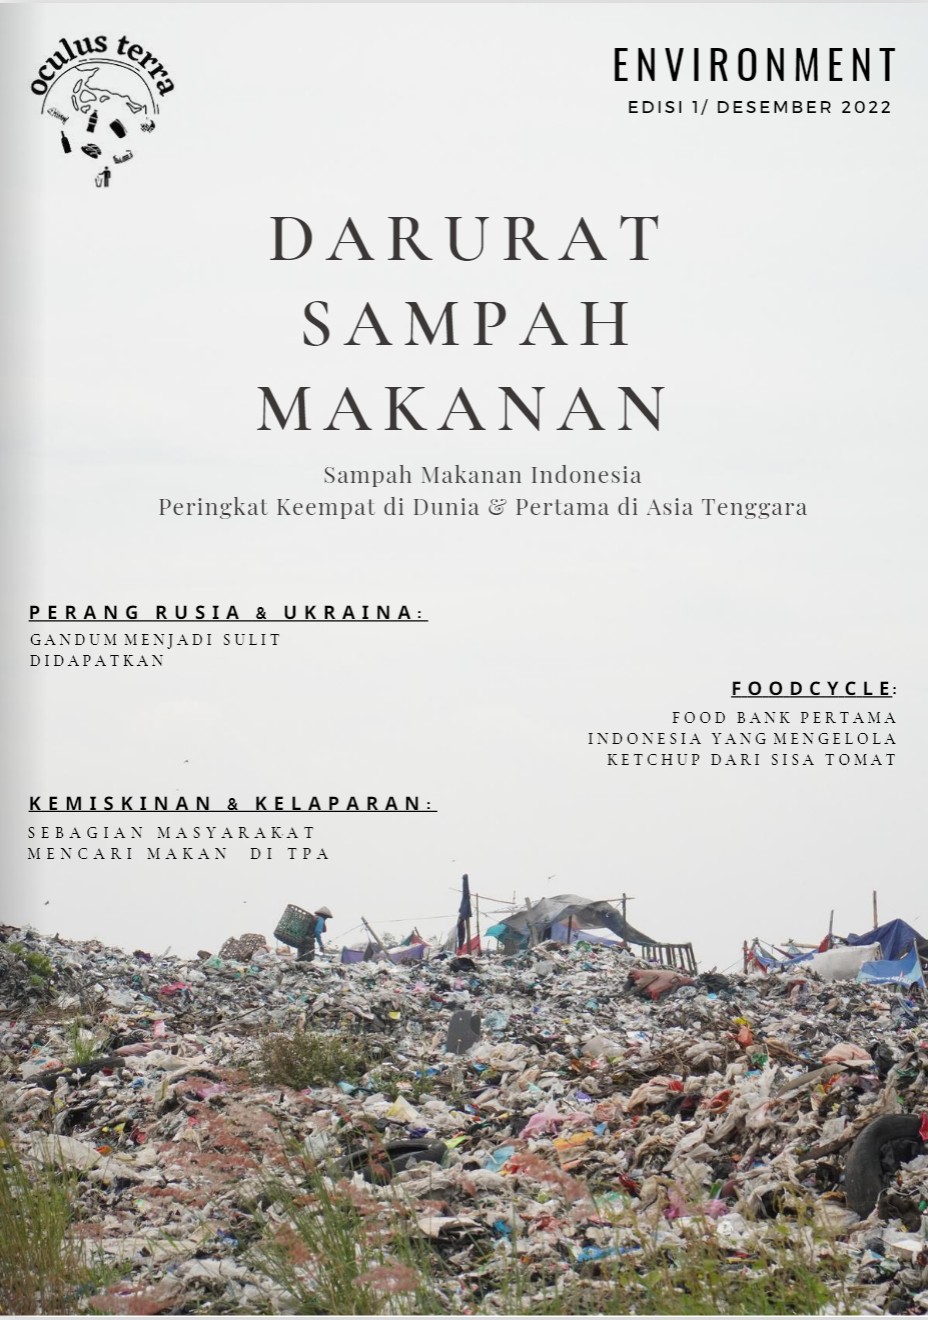 oculus terra
ENVIRONMENT
EDISI 1/ DESEMBER 2022
DARURAT
SAMPAH
MAKANAN
Sampah Makanan Indonesia
Peringkat Keempat di Dunia & Pertama di Asia Tenggara
PERANG RUSIA & UKRAINA:
GANDUM MENJADI SULIT
DIDAPATKAN
FOODCYCLE:
FOOD BANK PERTAMA
INDONESIA YANG MENGELOLA
KETCHUP DARI SISA TOMAT
KEMISKINAN & KELAPARAN:
SEBAGIAN MASYARAKAT
MENCARI MAKAN DI TPA